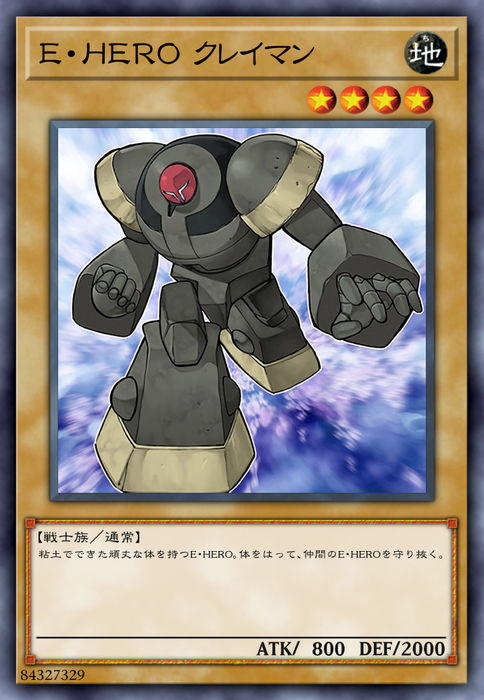 E・HERO クレイマン
ち
地
【戦士族／通常】
粘土でできた頑丈な体を持つE・HERO。体をはって、仲間のE・HEROを守り抜く。
ATK/ 800 DEF/2000
84327329